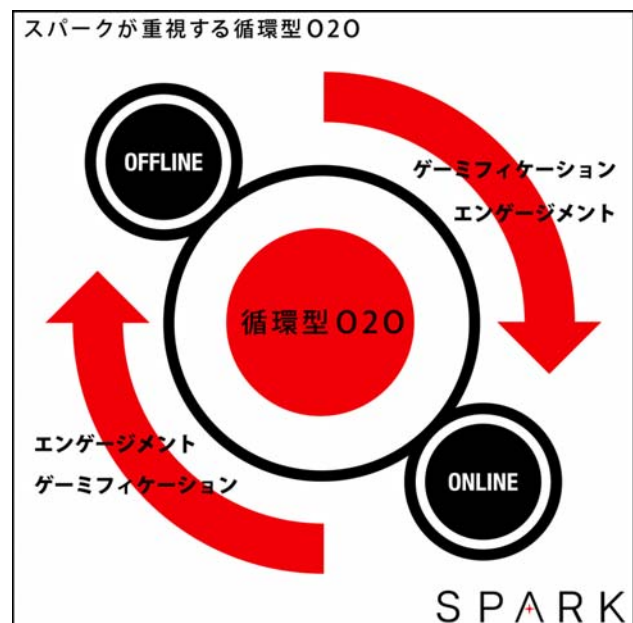 スパークが重視する循環型O2O
OFFLINE
ゲーミフィケーション
エンゲージメント
循環型O2O
エンゲージメント
ゲーミフィケーション
ONLINE
SPARK